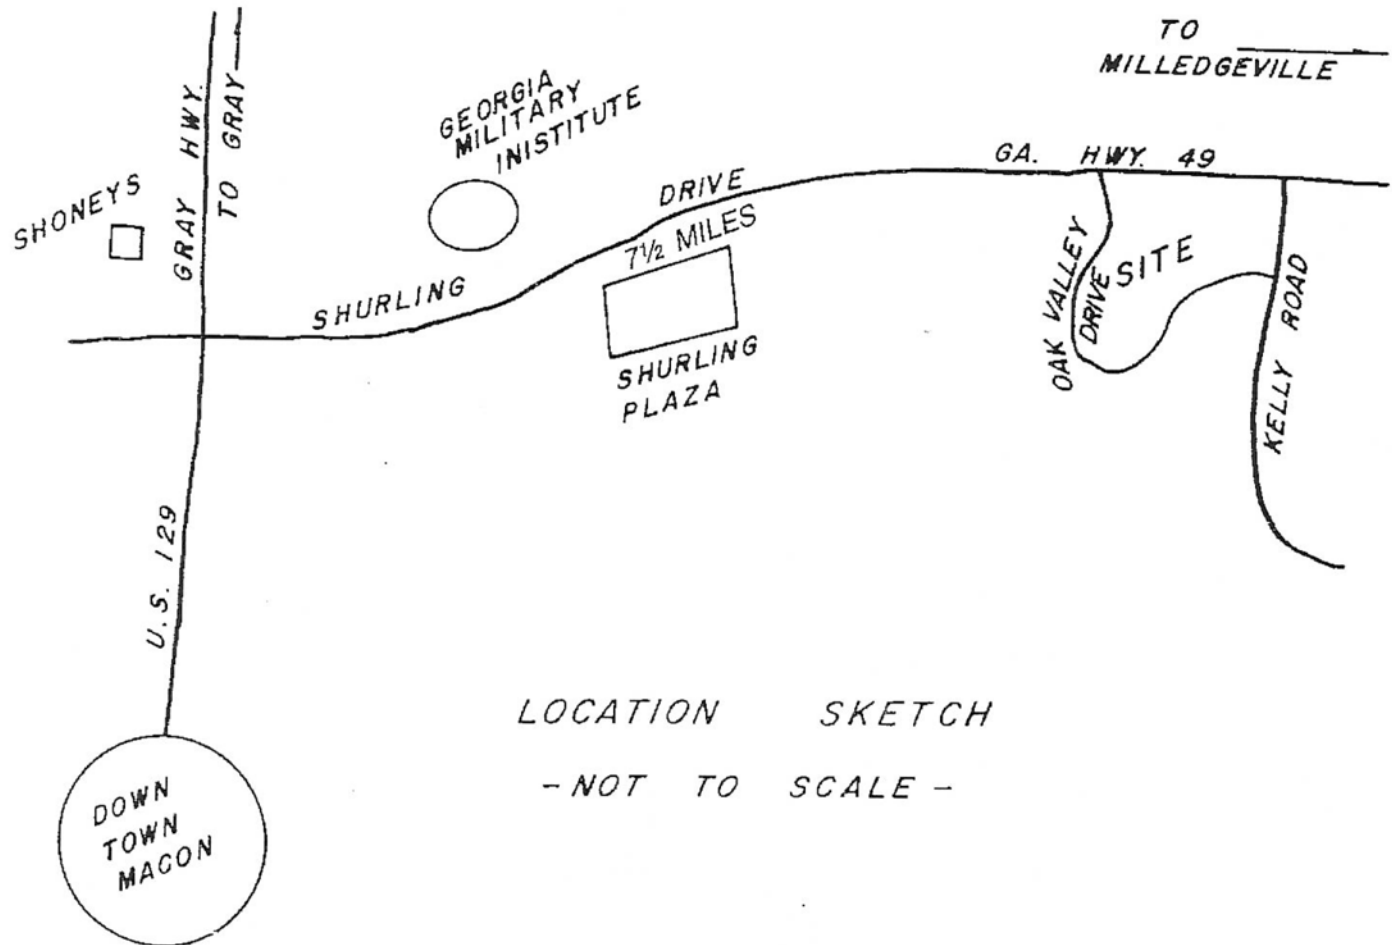 TO
MILLEDGEVILLE
GRAY HWY.
TO GRAY
GEORGIA
MILITARY
INISTITUTE
SHONEYS
GA. HWY. 49
DRIVE
7½ MILES
SHURLING
SHURLING
PLAZA
OAK VALLEY
DRIVE
SITE
KELLY ROAD
U.S. 129
LOCATION SKETCH
- NOT TO SCALE -
DOWN
TOWN
MACON